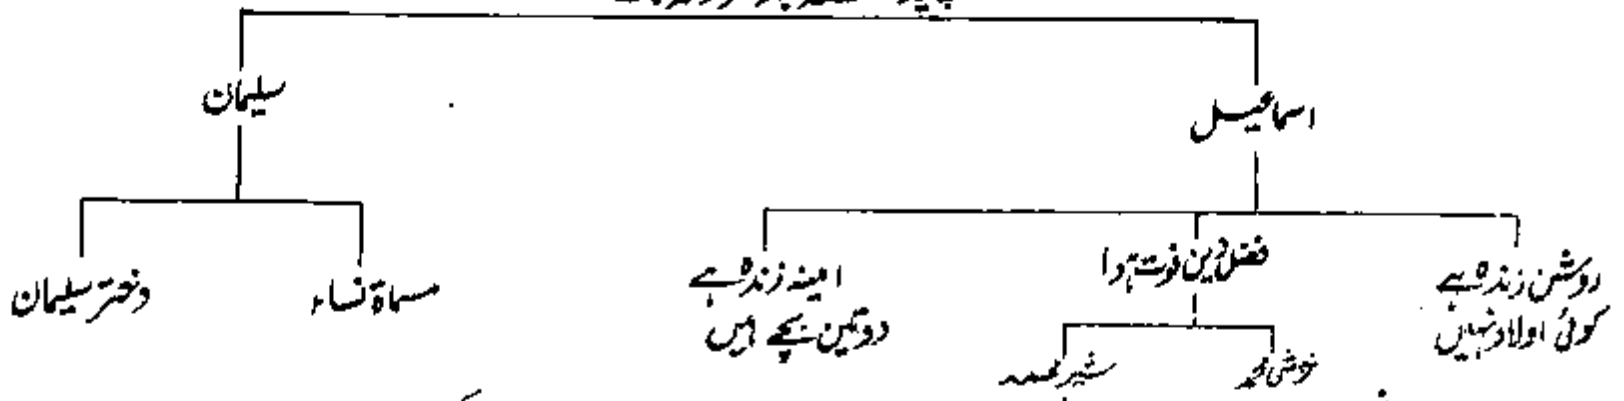 اسماعیل
سلیمان
روشن زندہ ہے
کوئی اولاد نہیں
فضل دین فوت ہوا
امینہ زندہ ہے
دو تین بچے ہیں
مسماۃ نساء
دختر سلیمان
خوشی محمد
شیر محمد